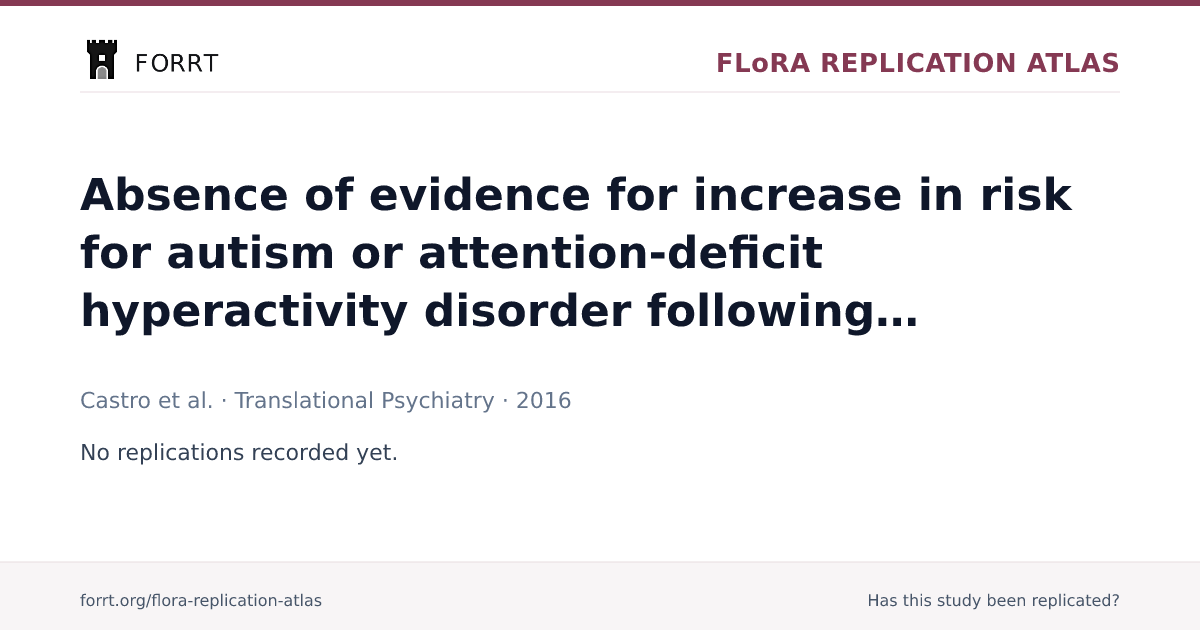 FORRT
FLoRA REPLICATION ATLAS
Absence of evidence for increase in risk
for autism or attention-deficit
hyperactivity disorder following…
Castro et al. · Translational Psychiatry · 2016
No replications recorded yet.
forrt.org/flora-replication-atlas
Has this study been replicated?